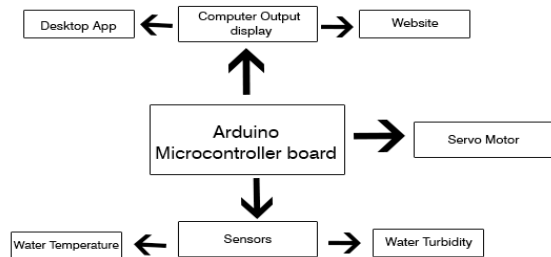 Desktop App
Computer Output
display
Website
Arduino
Microcontroller board
Servo Motor
Water Temperature
Sensors
Water Turbidity